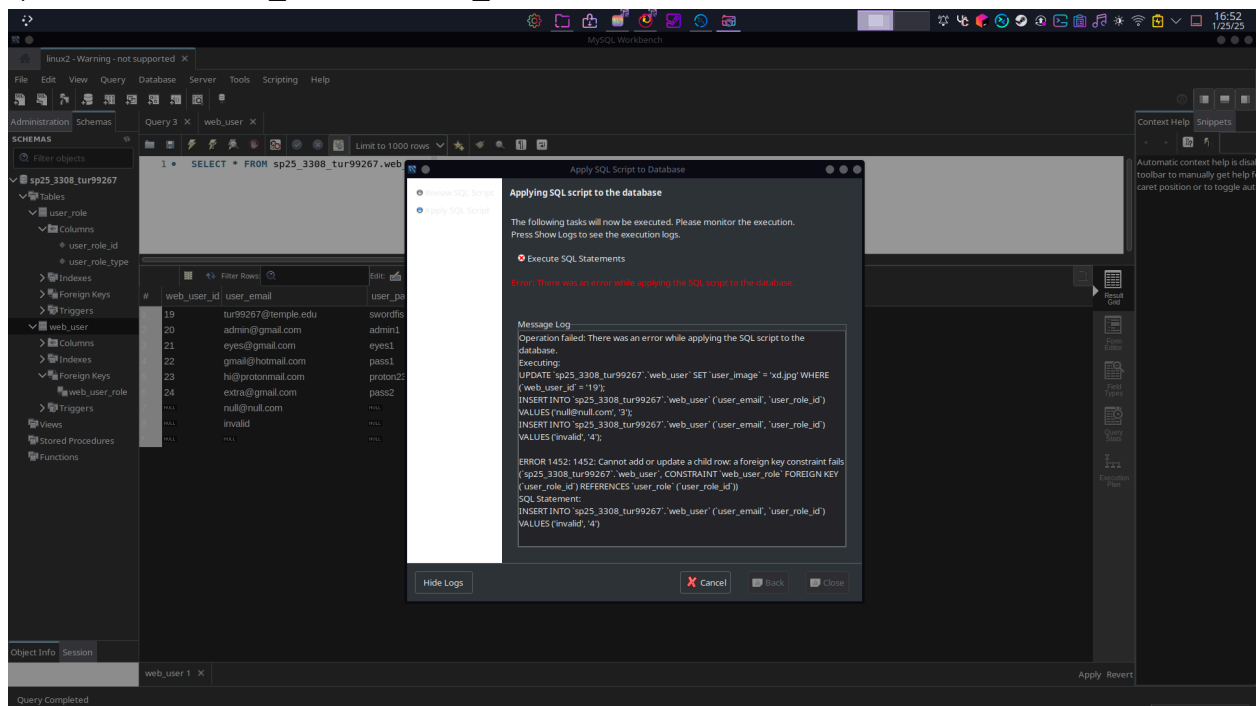 16:52
1/25/25
MySQL Workbench
linux2 - Warning - not supported
File Edit View Query Database Server Tools Scripting Help
Administration Schemas
Query 3 web_user
Context Help Snippets
SCHEMAS
Filter objects
Limit to 1000 rows
1 SELECT * FROM sp25_3308_tur99267.web
Automatic context help is disa
toolbar to manually get help f
caret position or to toggle aut
sp25_3308_tur99267
Tables
user_role
Columns
user_role_id
user_role_type
Indexes
Foreign Keys
Triggers
web_user
Columns
Indexes
Foreign Keys
web_user_role
Triggers
Views
Stored Procedures
Functions
Filter Rows:
Edit:
# web_user_id user_email user_pa
19 tur99267@temple.edu swordfis
20 admin@gmail.com admin1
21 eyes@gmail.com eyes1
22 gmail@hotmail.com pass1
23 hi@protonmail.com proton23
24 extra@gmail.com pass2
NULL null@null.com NULL
NULL invalid NULL
NULL NULL NULL
Apply SQL Script to Database
Review SQL Script
Apply SQL Script
Applying SQL script to the database
The following tasks will now be executed. Please monitor the execution.
Press Show Logs to see the execution logs.
Execute SQL Statements
Error: There was an error while applying the SQL script to the database.
Message Log
Operation failed: There was an error while applying the SQL script to the
database.
Executing:
UPDATE `sp25_3308_tur99267`.`web_user` SET `user_image` = 'xd.jpg' WHERE
(`web_user_id` = '19');
INSERT INTO `sp25_3308_tur99267`.`web_user` (`user_email`, `user_role_id`)
VALUES ('null@null.com', '3');
INSERT INTO `sp25_3308_tur99267`.`web_user` (`user_email`, `user_role_id`)
VALUES ('invalid', '4');
ERROR 1452: 1452: Cannot add or update a child row: a foreign key constraint fails
(`sp25_3308_tur99267`.`web_user`, CONSTRAINT `web_user_role` FOREIGN KEY
(`user_role_id`) REFERENCES `user_role` (`user_role_id`))
SQL Statement:
INSERT INTO `sp25_3308_tur99267`.`web_user` (`user_email`, `user_role_id`)
VALUES ('invalid', '4')
Hide Logs
Cancel
Back
Close
Result
Grid
Form
Editor
Field
Types
Query
Stats
Execution
Plan
Object Info Session
web_user 1
Apply Revert
Query Completed